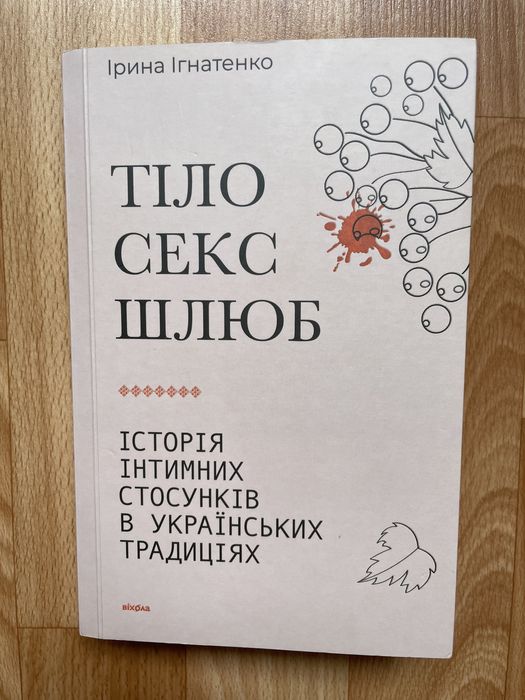 Ірина Ігнатенко
ТІЛО
СЕКС
ШЛЮБ
ІСТОРІЯ
ІНТИМНИХ
СТОСУНКІВ
В УКРАЇНСЬКИХ
ТРАДИЦІЯХ
віхола